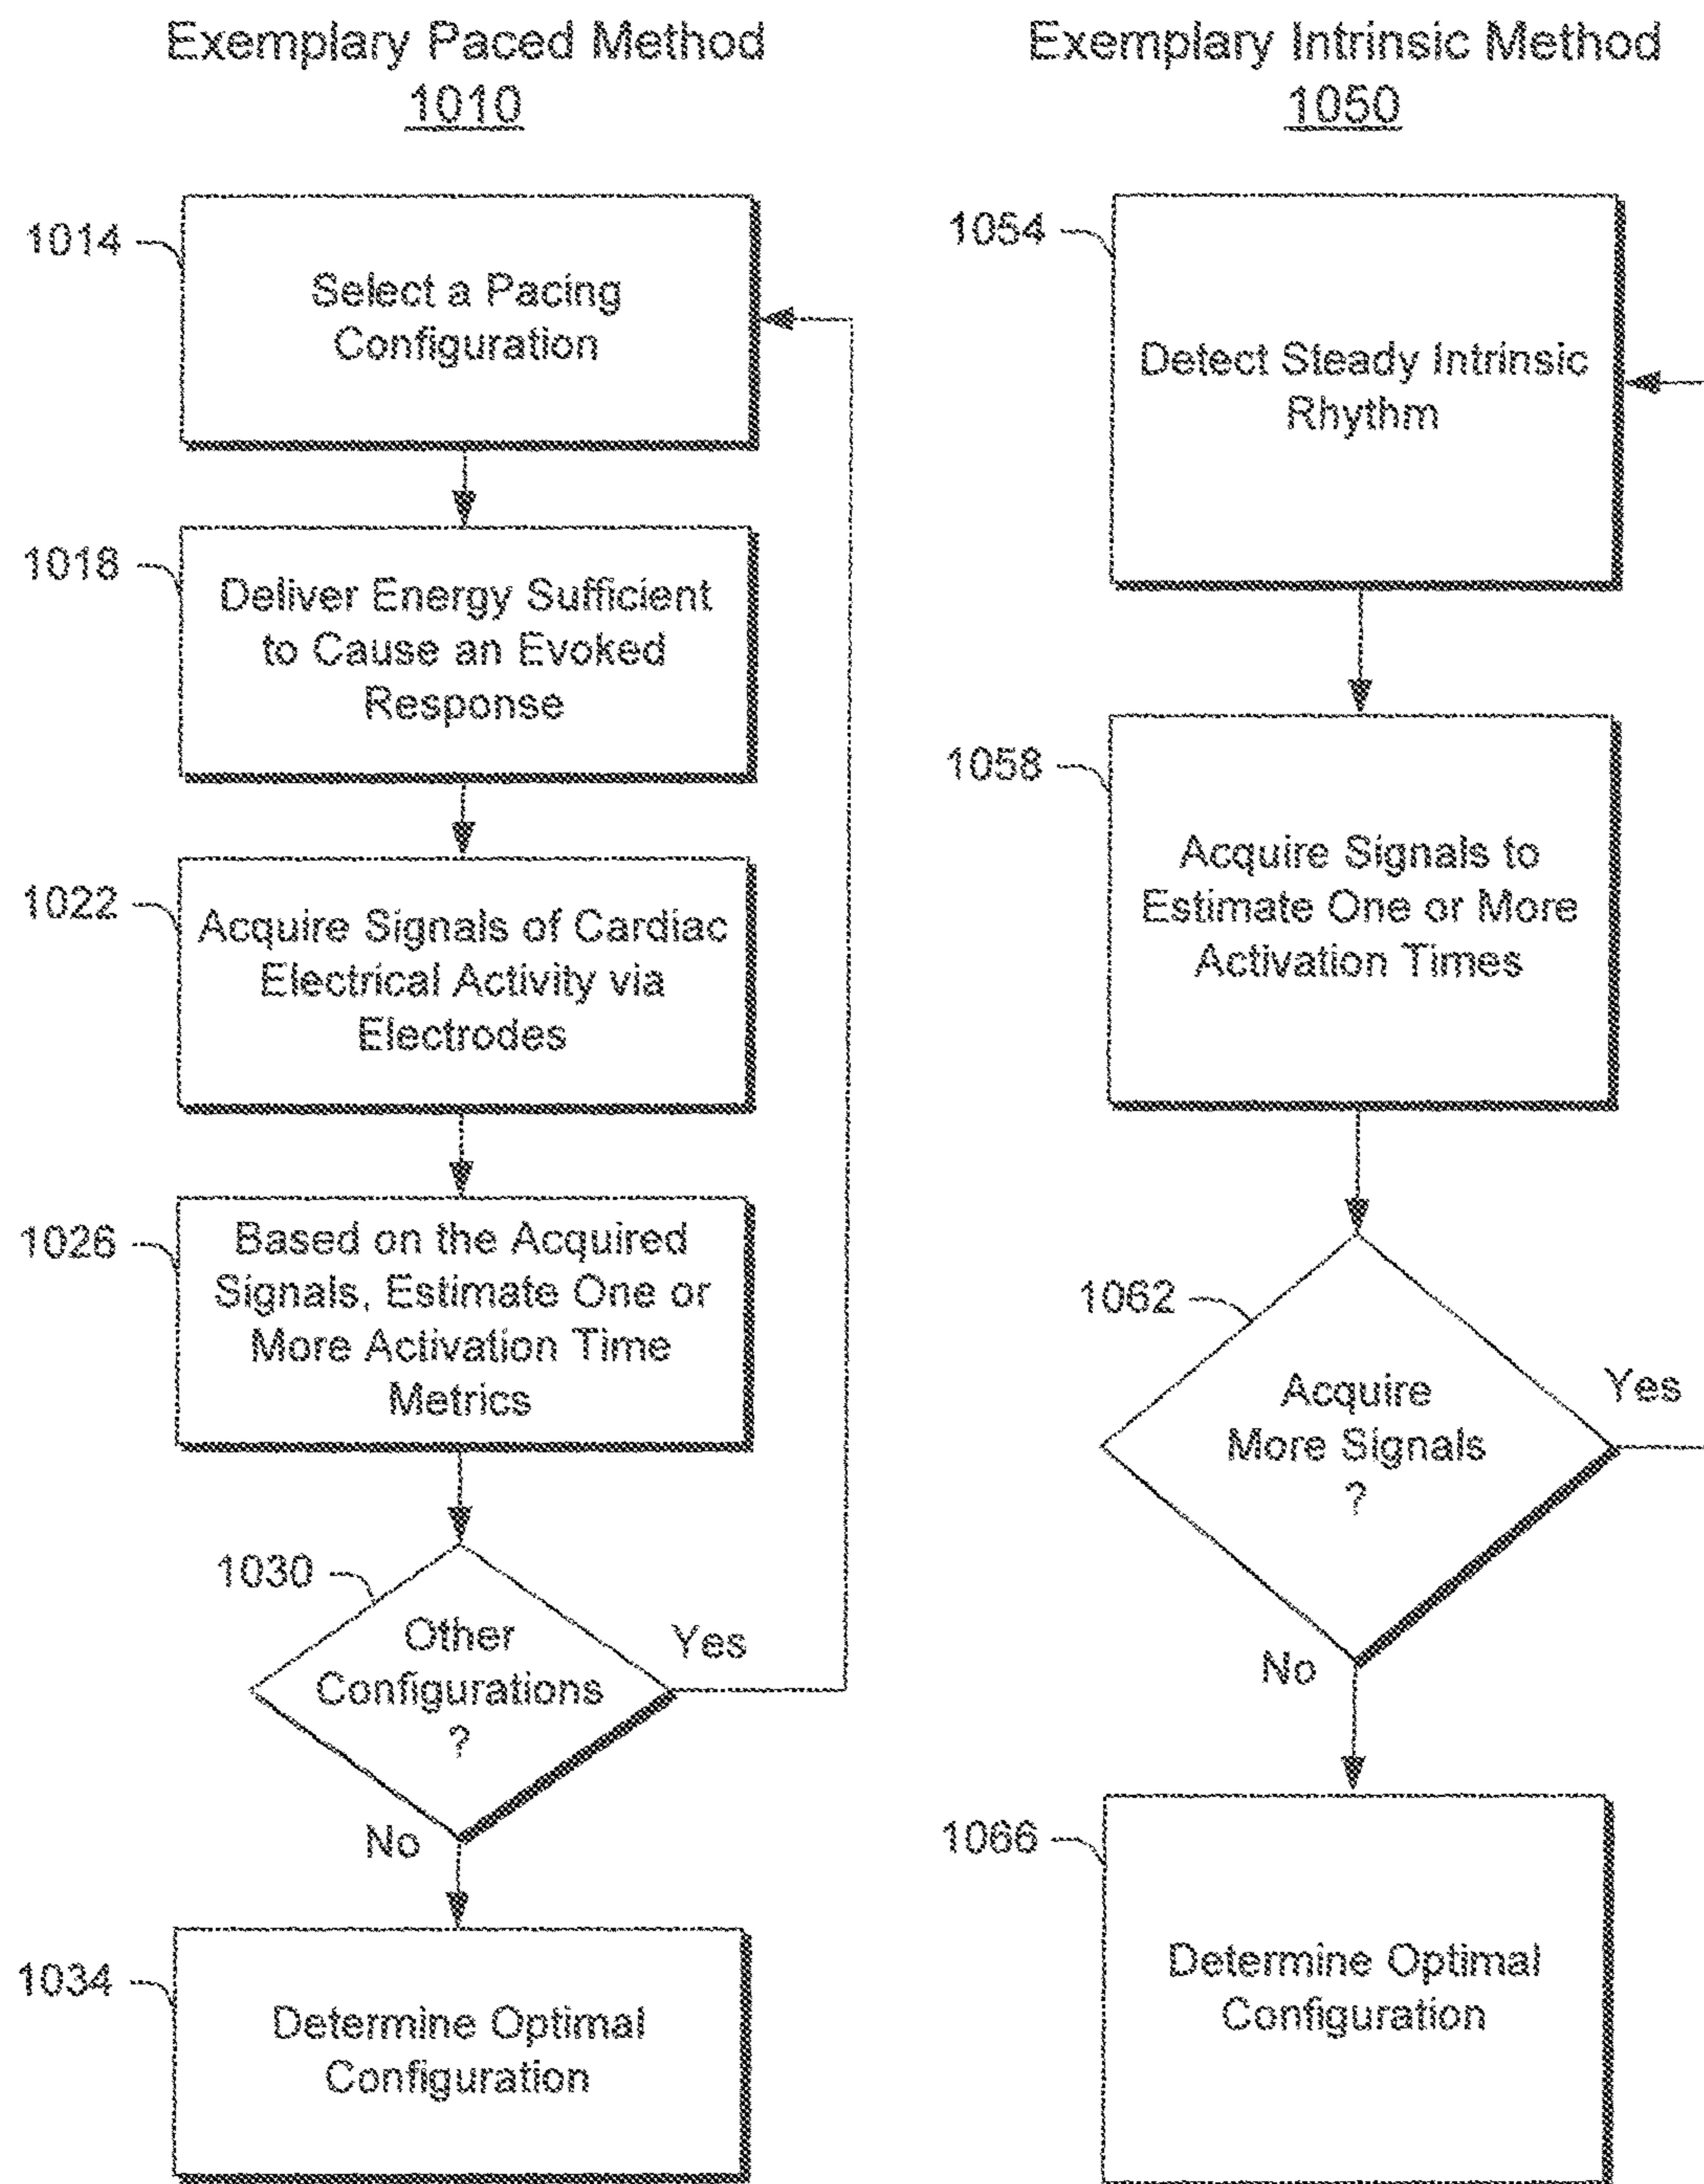 Exemplary Paced Method
1010
1014
Select a Pacing
Configuration
1018
Deliver Energy Sufficient
to Cause an Evoked
Response
1022
Acquire Signals of Cardiac
Electrical Activity via
Electrodes
1026
Based on the Acquired
Signals, Estimate One or
More Activation Time
Metrics
1030
Other
Configurations
?
Yes
No
1034
Determine Optimal
Configuration
Exemplary Intrinsic Method
1050
1054
Detect Steady Intrinsic
Rhythm
1058
Acquire Signals to
Estimate One or More
Activation Times
1062
Acquire
More Signals
?
Yes
No
1066
Determine Optimal
Configuration